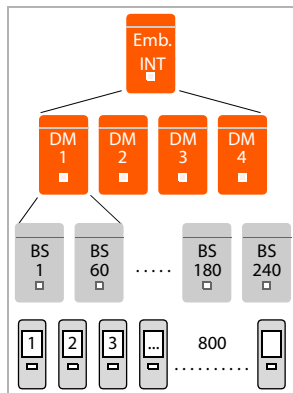 Emb.
INT
DM DM DM DM
1 2 3 4
BS BS BS BS
1 60 ..... 180 240
1 2 3 ... 800
.........